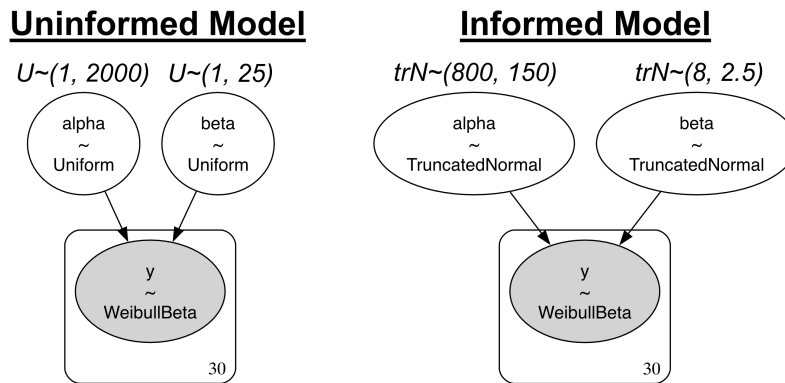 Uninformed Model
U~(1, 2000) U~(1, 25)
alpha
~
Uniform
beta
~
Uniform
y
~
WeibullBeta
30
Informed Model
trN~(800, 150) trN~(8, 2.5)
alpha
~
TruncatedNormal
beta
~
TruncatedNormal
y
~
WeibullBeta
30